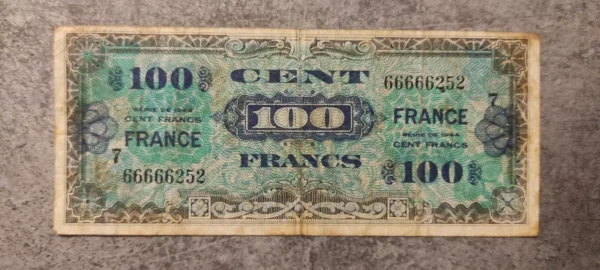 100
CENT
66666252
SÉRIE DE 1944
CENT FRANCS
FRANCE
100
7
FRANCE
SÉRIE DE 1944
CENT FRANCS
7
66666252
FRANCS
100